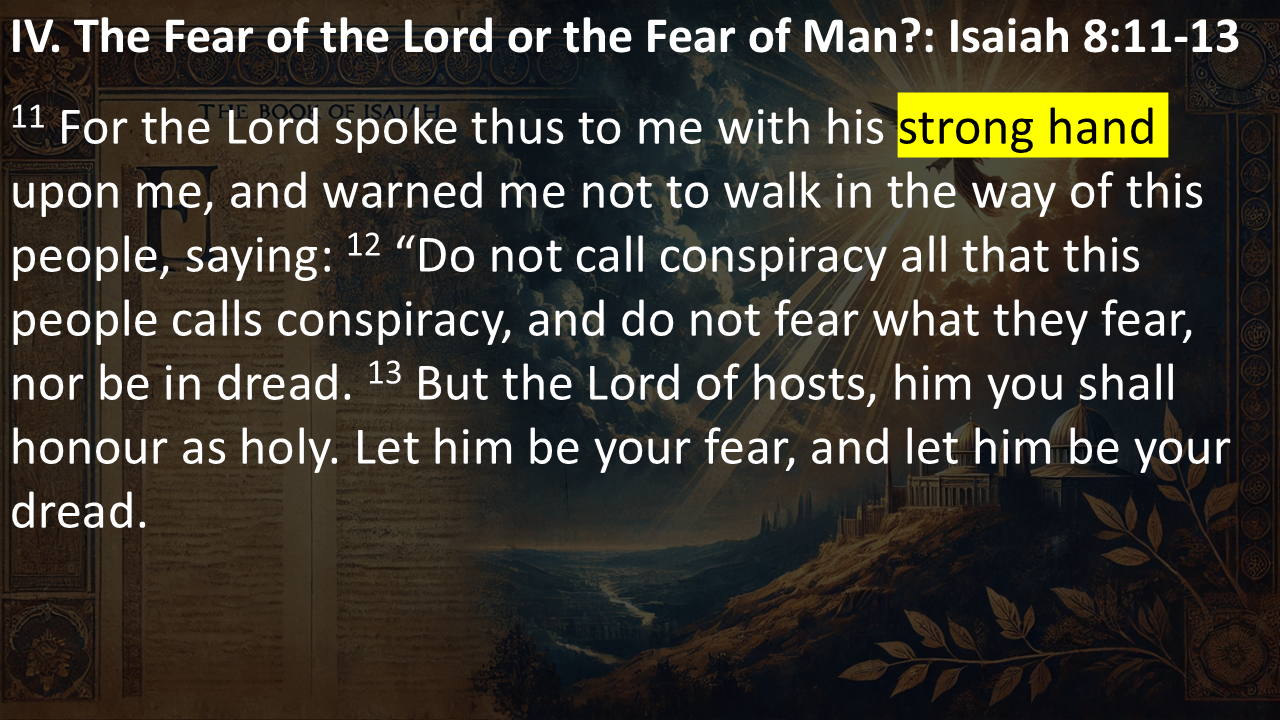 IV. The Fear of the Lord or the Fear of Man?: Isaiah 8:11-13
THE BOOK OF ISAIAH
11 For the Lord spoke thus to me with his strong hand
upon me, and warned me not to walk in the way of this
people, saying: 12 “Do not call conspiracy all that this
people calls conspiracy, and do not fear what they fear,
nor be in dread. 13 But the Lord of hosts, him you shall
honour as holy. Let him be your fear, and let him be your
dread.